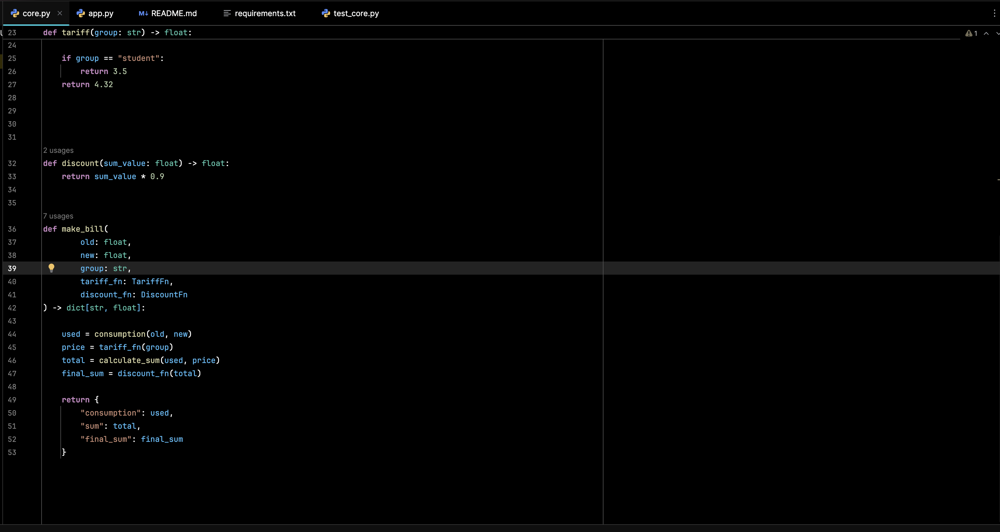 core.py app.py M↓ README.md requirements.txt test_core.py
23 def tariff(group: str) -> float:
1
24
25 if group == "student":
26 return 3.5
27 return 4.32
28
29
30
31
2 usages
32 def discount(sum_value: float) -> float:
33 return sum_value * 0.9
34
35
7 usages
36 def make_bill(
37 old: float,
38 new: float,
39 group: str,
40 tariff_fn: TariffFn,
41 discount_fn: DiscountFn
42 ) -> dict[str, float]:
43
44 used = consumption(old, new)
45 price = tariff_fn(group)
46 total = calculate_sum(used, price)
47 final_sum = discount_fn(total)
48
49 return {
50 "consumption": used,
51 "sum": total,
52 "final_sum": final_sum
53 }